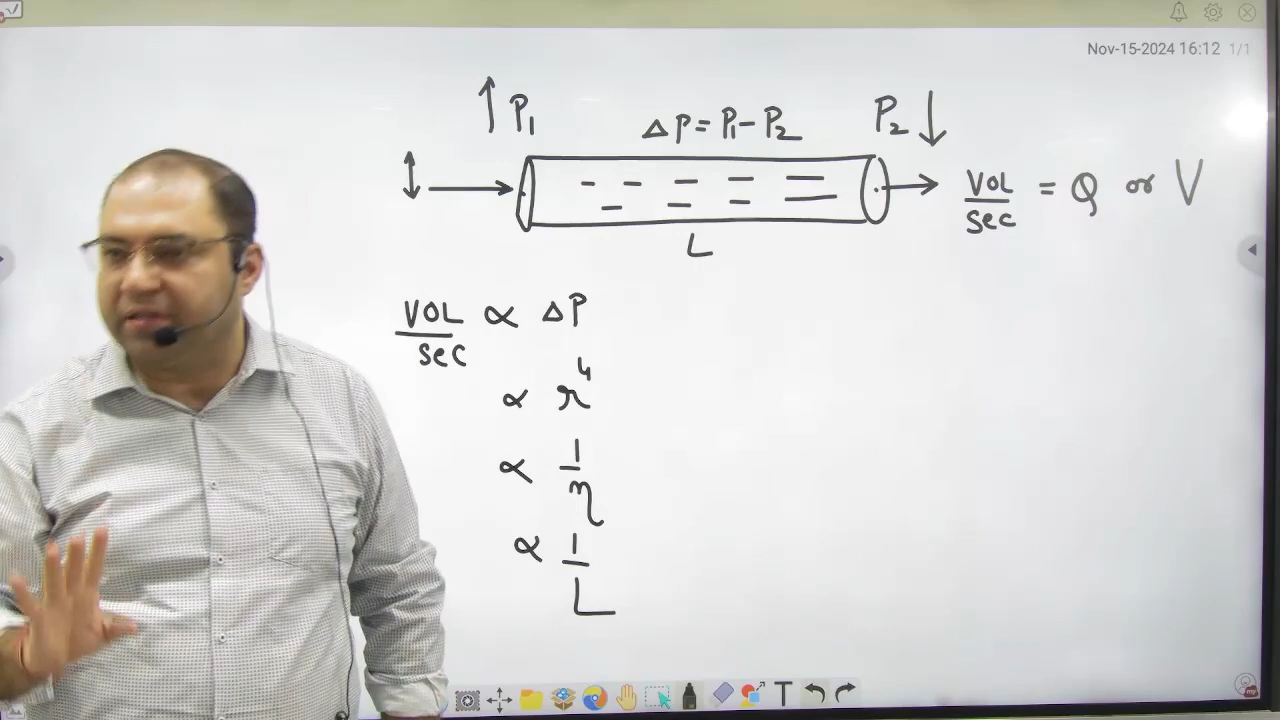 Nov-15-2024 16:12 1/1
P₁
ΔP = P₁ - P₂
P₂
VOL/sec = Q or V
L
VOL/sec ∝ ΔP
∝ r⁴
∝ 1/η
∝ 1/L
T